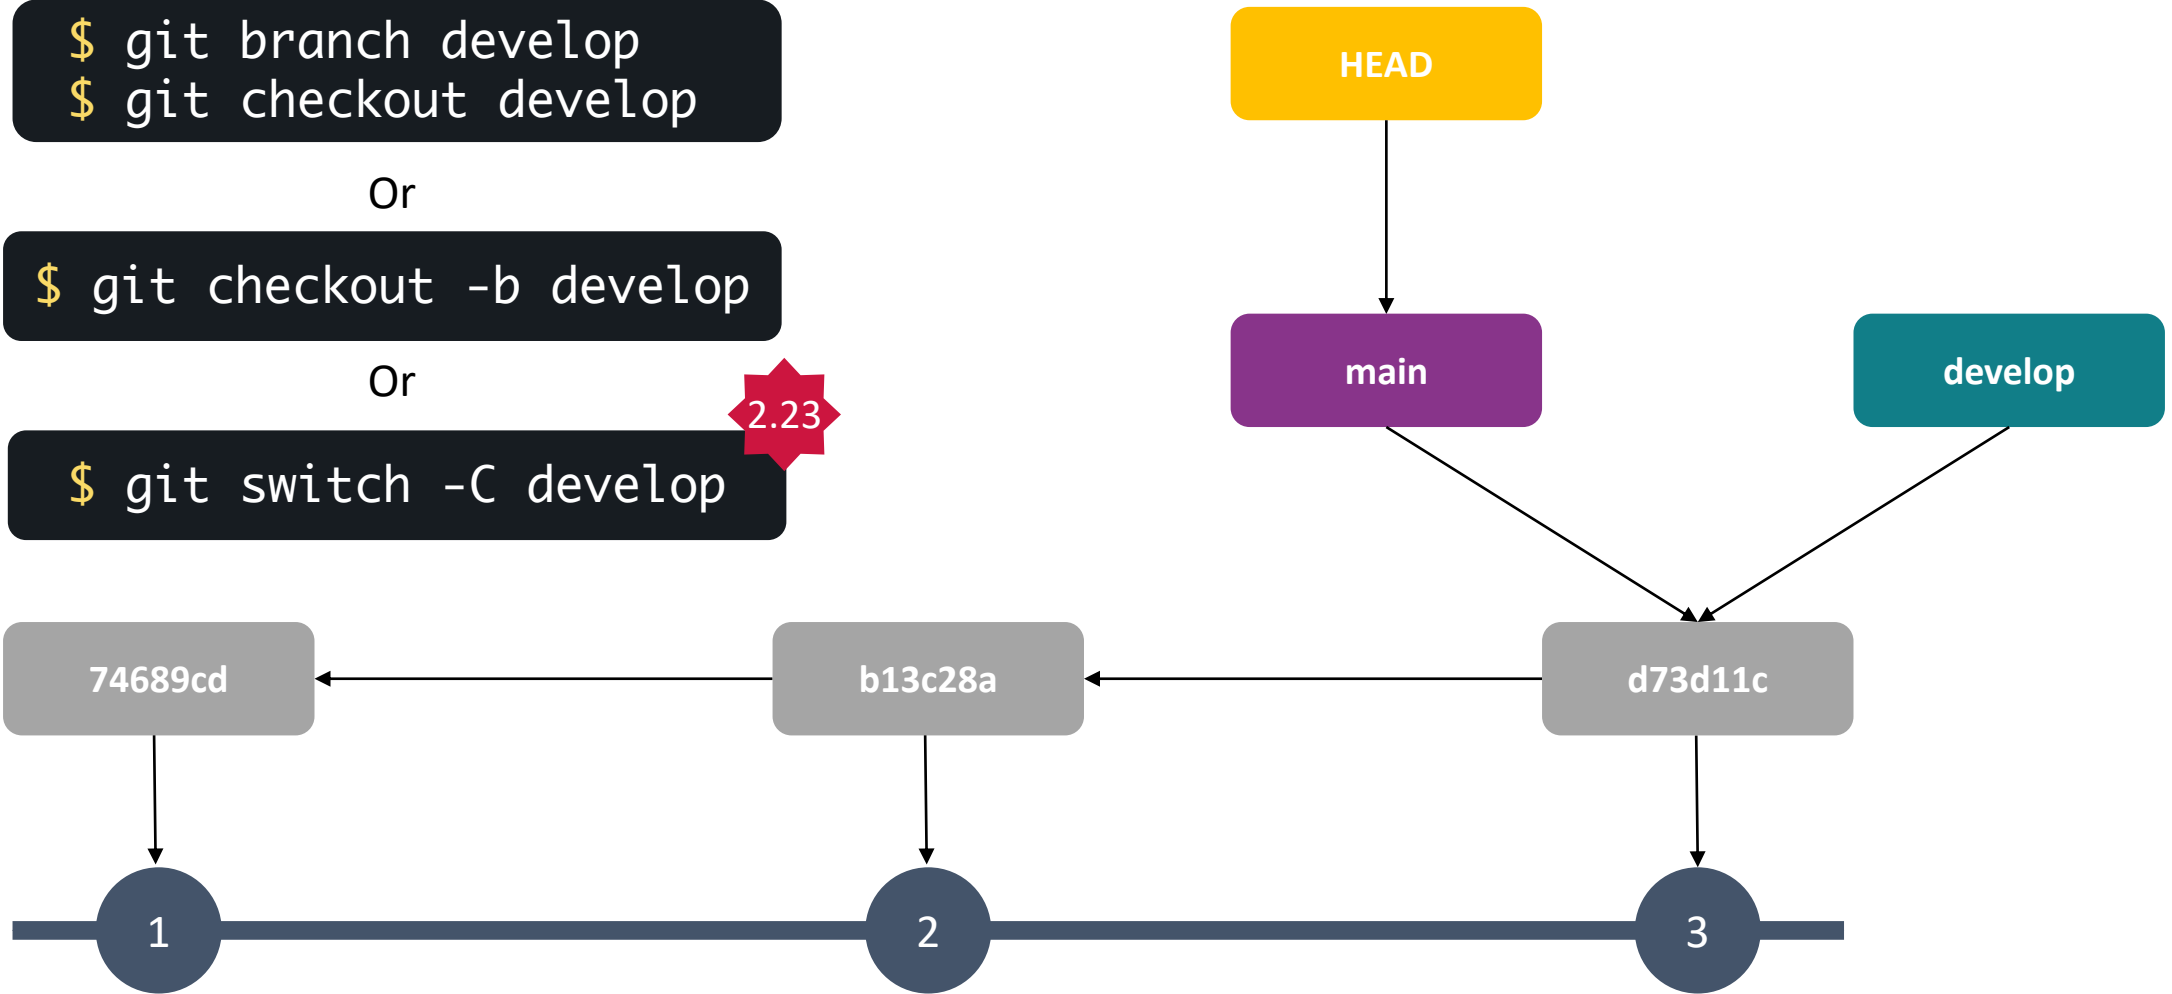 $ git branch develop
$ git checkout develop
Or
$ git checkout -b develop
Or
2.23
$ git switch -C develop
HEAD
main
develop
74689cd
b13c28a
d73d11c
1
2
3